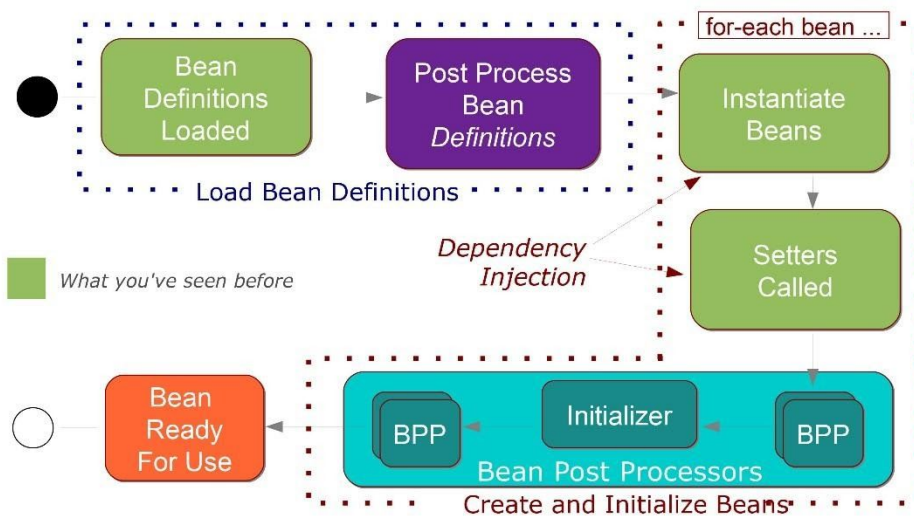 for-each bean ...
Bean
Definitions
Loaded
Post Process
Bean
Definitions
Instantiate
Beans
Load Bean Definitions
Dependency
Injection
Setters
Called
What you've seen before
Bean
Ready
For Use
BPP
Initializer
BPP
Bean Post Processors
Create and Initialize Beans